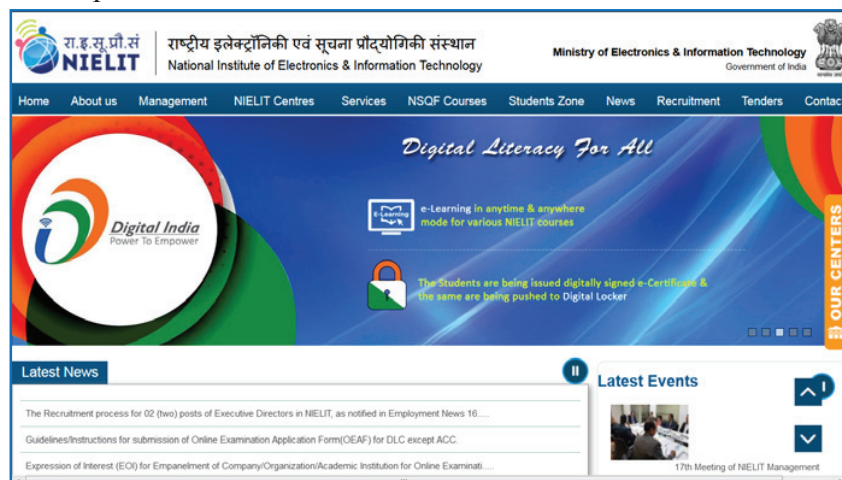 रा.इ.सू.प्रौ.सं
NIELIT
राष्ट्रीय इलेक्ट्रॉनिकी एवं सूचना प्रौद्योगिकी संस्थान
National Institute of Electronics & Information Technology
Ministry of Electronics & Information Technology
Government of India
Home About us Management NIELIT Centres Services NSQF Courses Students Zone News Recruitment Tenders Contac
Digital Literacy For All
Digital India
Power To Empower
E-Learning
e-Learning in anytime & anywhere
mode for various NIELIT courses
The Students are being issued digitally signed e-Certificate &
the same are being pushed to Digital Locker
OUR CENTERS
Latest News
The Recruitment process for 02 (two) posts of Executive Directors in NIELIT, as notified in Employment News 16.....
Guidelines/Instructions for submission of Online Examination Application Form(OEAF) for DLC except ACC.
Expression of Interest (EOI) for Empanelment of Company/Organization/Academic Institution for Online Examinati.....
Latest Events
17th Meeting of NIELIT Management